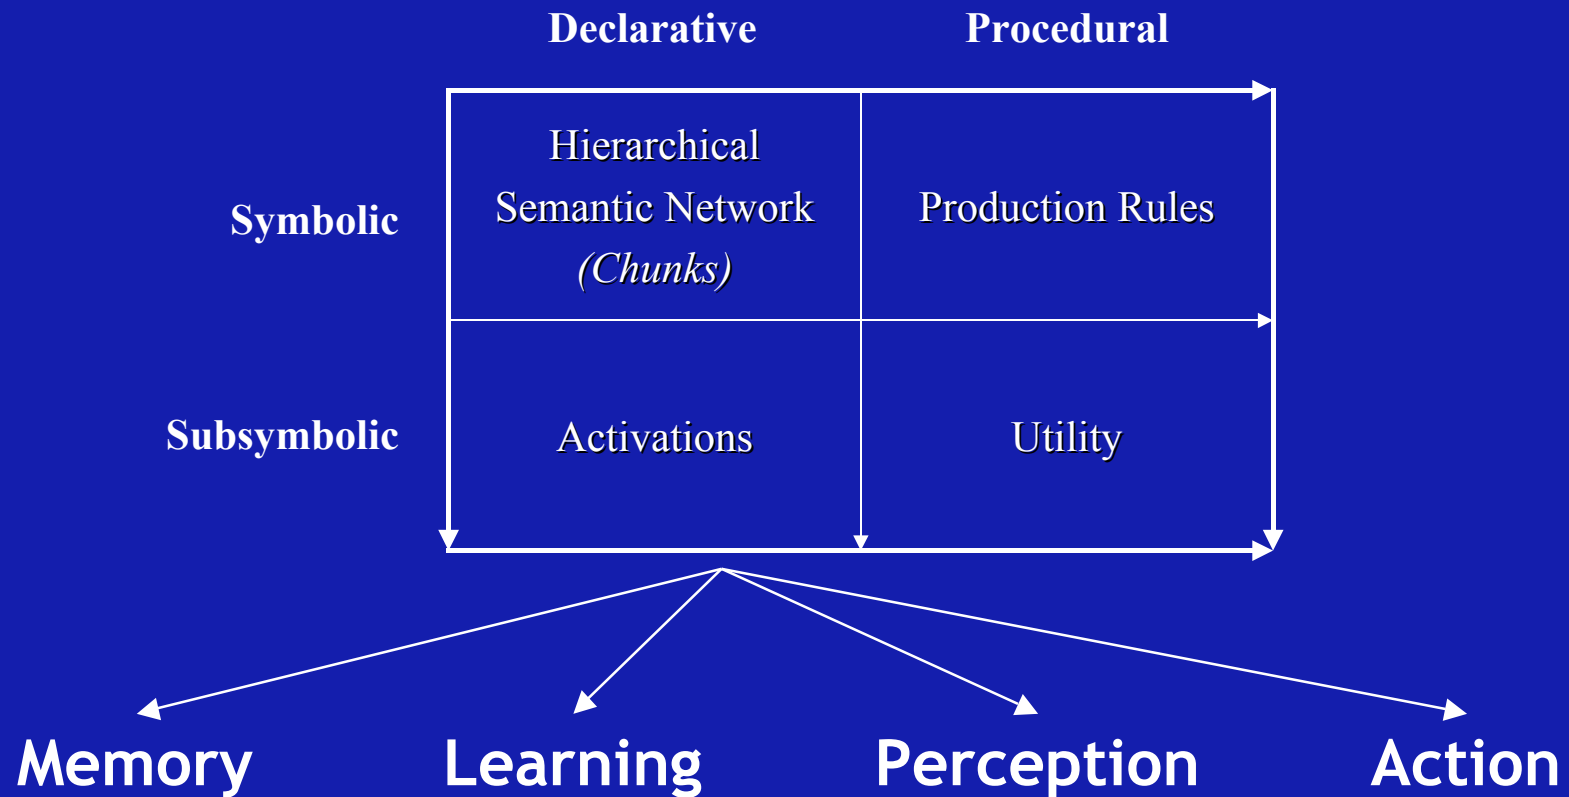 Declarative Procedural
Hierarchical
Semantic Network
(Chunks)
Symbolic
Production Rules
Subsymbolic
Activations
Utility
Memory Learning Perception Action